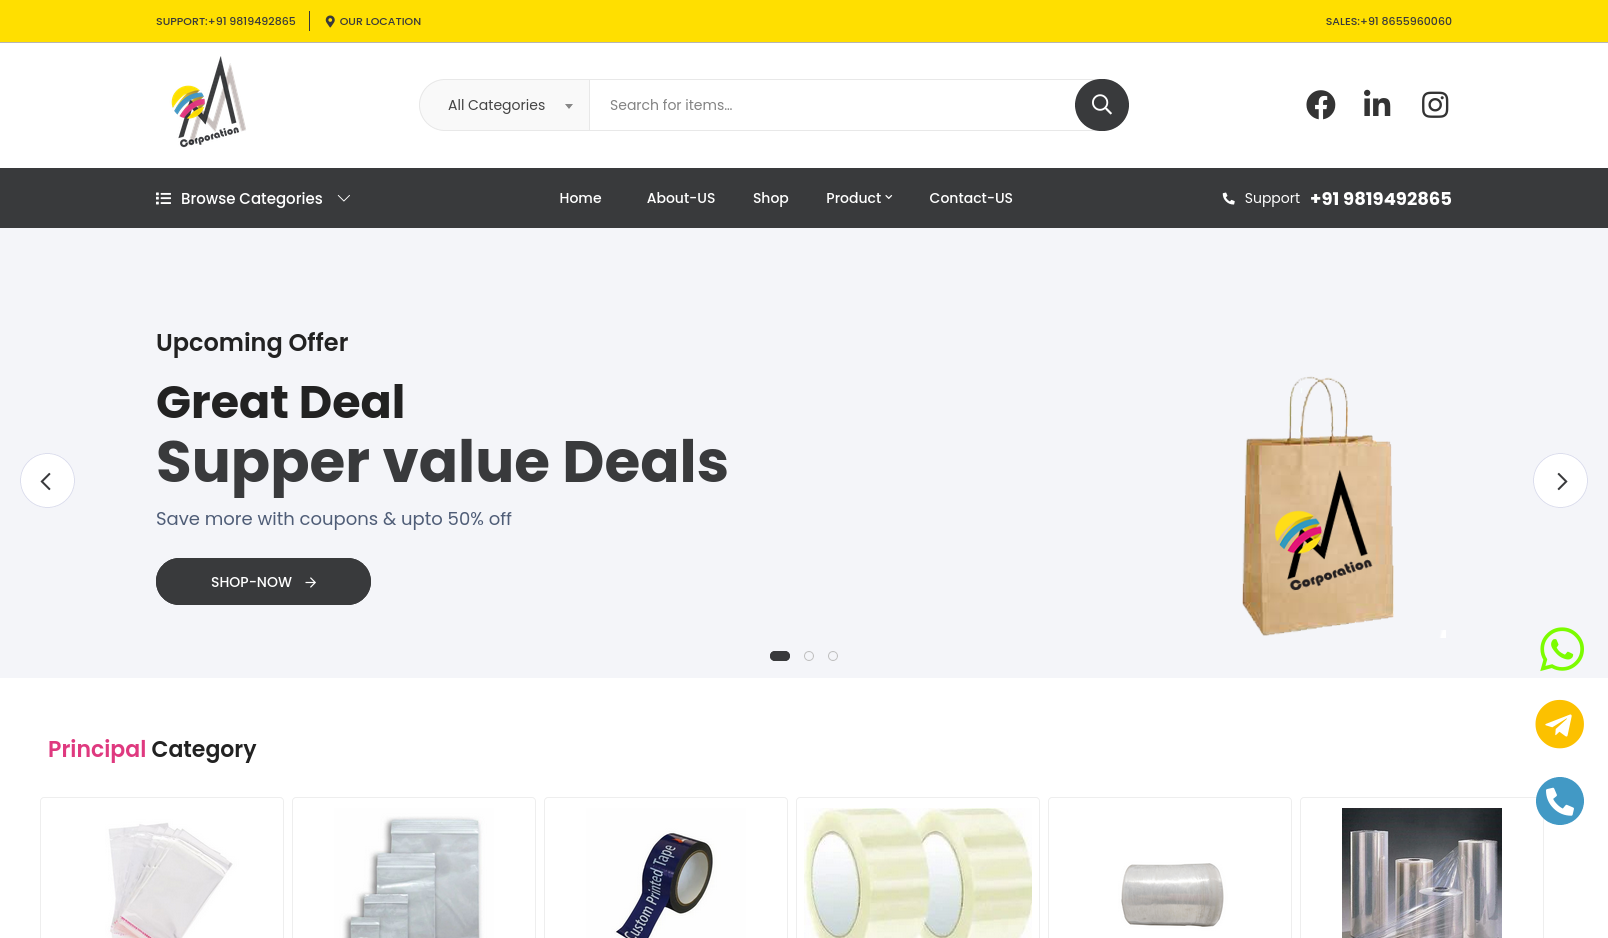 SUPPORT:+91 9819492865
OUR LOCATION
SALES:+91 8655960060
Corporation
All Categories
Search for items...
Browse Categories
Home
About-US
Shop
Product
Contact-US
Support +91 9819492865
Upcoming Offer
Great Deal
Supper value Deals
Save more with coupons & upto 50% off
SHOP-NOW
Corporation
Principal Category
Custom Printed Tape